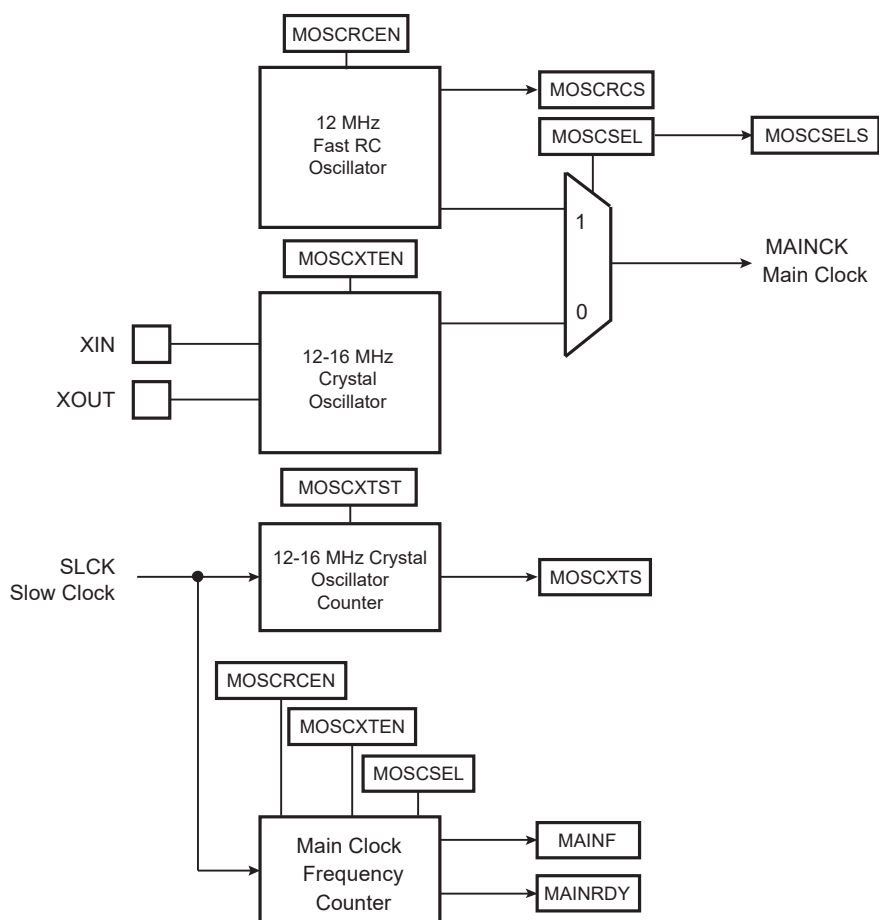 MOSCRCEN
12 MHz
Fast RC
Oscillator
MOSCRCS
MOSCSEL
MOSCSELS
1
MAINCK
Main Clock
MOSCXTEN
0
XIN
XOUT
12-16 MHz
Crystal
Oscillator
MOSCXTST
SLCK
Slow Clock
12-16 MHz Crystal
Oscillator
Counter
MOSCXTS
MOSCRCEN
MOSCXTEN
MOSCSEL
Main Clock
Frequency
Counter
MAINF
MAINRDY